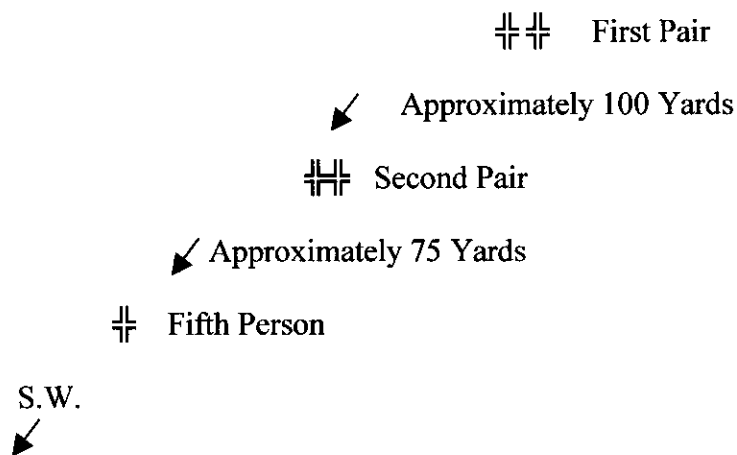 First Pair
Approximately 100 Yards
Second Pair
Approximately 75 Yards
Fifth Person
S.W.